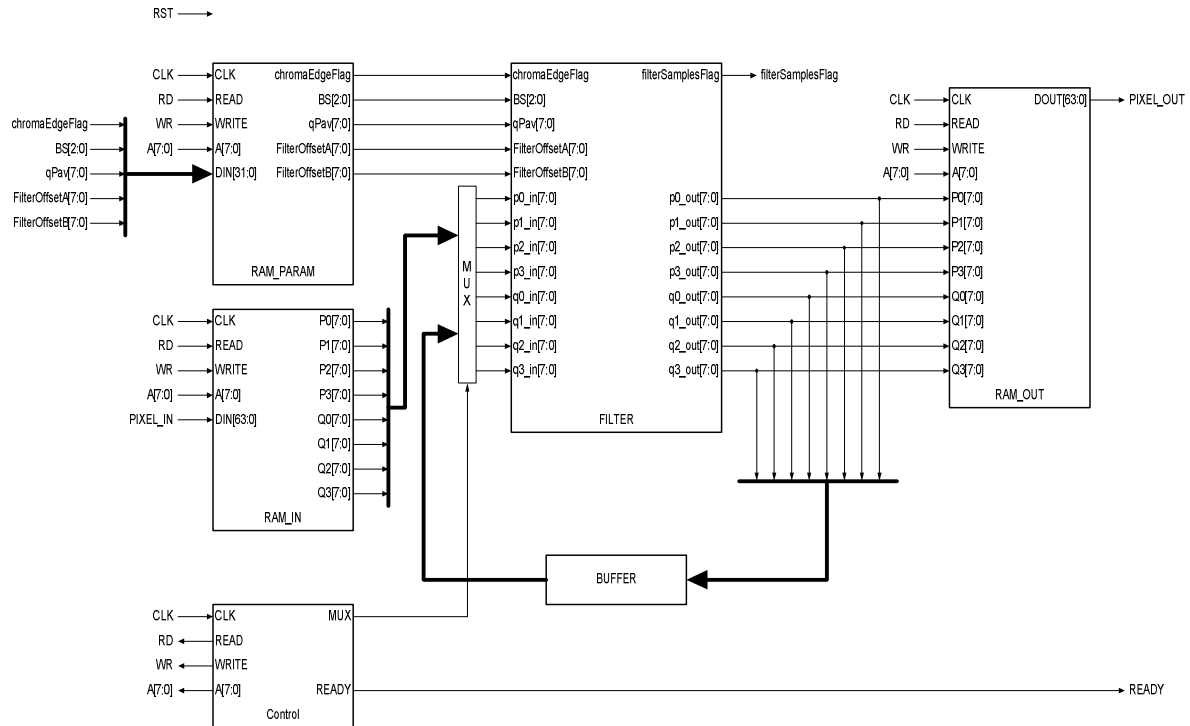 RST
CLK
RD
WR
A[7:0]
chromaEdgeFlag
BS[2:0]
qPav[7:0]
FilterOffsetA[7:0]
FilterOffsetB[7:0]
CLK
READ
WRITE
A[7:0]
DIN[31:0]
chromaEdgeFlag
BS[2:0]
qPav[7:0]
FilterOffsetA[7:0]
FilterOffsetB[7:0]
RAM_PARAM
CLK
RD
WR
A[7:0]
PIXEL_IN
CLK
READ
WRITE
A[7:0]
DIN[63:0]
P0[7:0]
P1[7:0]
P2[7:0]
P3[7:0]
Q0[7:0]
Q1[7:0]
Q2[7:0]
Q3[7:0]
RAM_IN
MUX
chromaEdgeFlag
BS[2:0]
qPav[7:0]
FilterOffsetA[7:0]
FilterOffsetB[7:0]
p0_in[7:0]
p1_in[7:0]
p2_in[7:0]
p3_in[7:0]
q0_in[7:0]
q1_in[7:0]
q2_in[7:0]
q3_in[7:0]
filterSamplesFlag
p0_out[7:0]
p1_out[7:0]
p2_out[7:0]
p3_out[7:0]
q0_out[7:0]
q1_out[7:0]
q2_out[7:0]
q3_out[7:0]
FILTER
filterSamplesFlag
CLK
RD
WR
A[7:0]
CLK
READ
WRITE
A[7:0]
P0[7:0]
P1[7:0]
P2[7:0]
P3[7:0]
Q0[7:0]
Q1[7:0]
Q2[7:0]
Q3[7:0]
DOUT[63:0]
RAM_OUT
PIXEL_OUT
BUFFER
CLK
RD
WR
A[7:0]
CLK
READ
WRITE
A[7:0]
MUX
READY
Control
READY